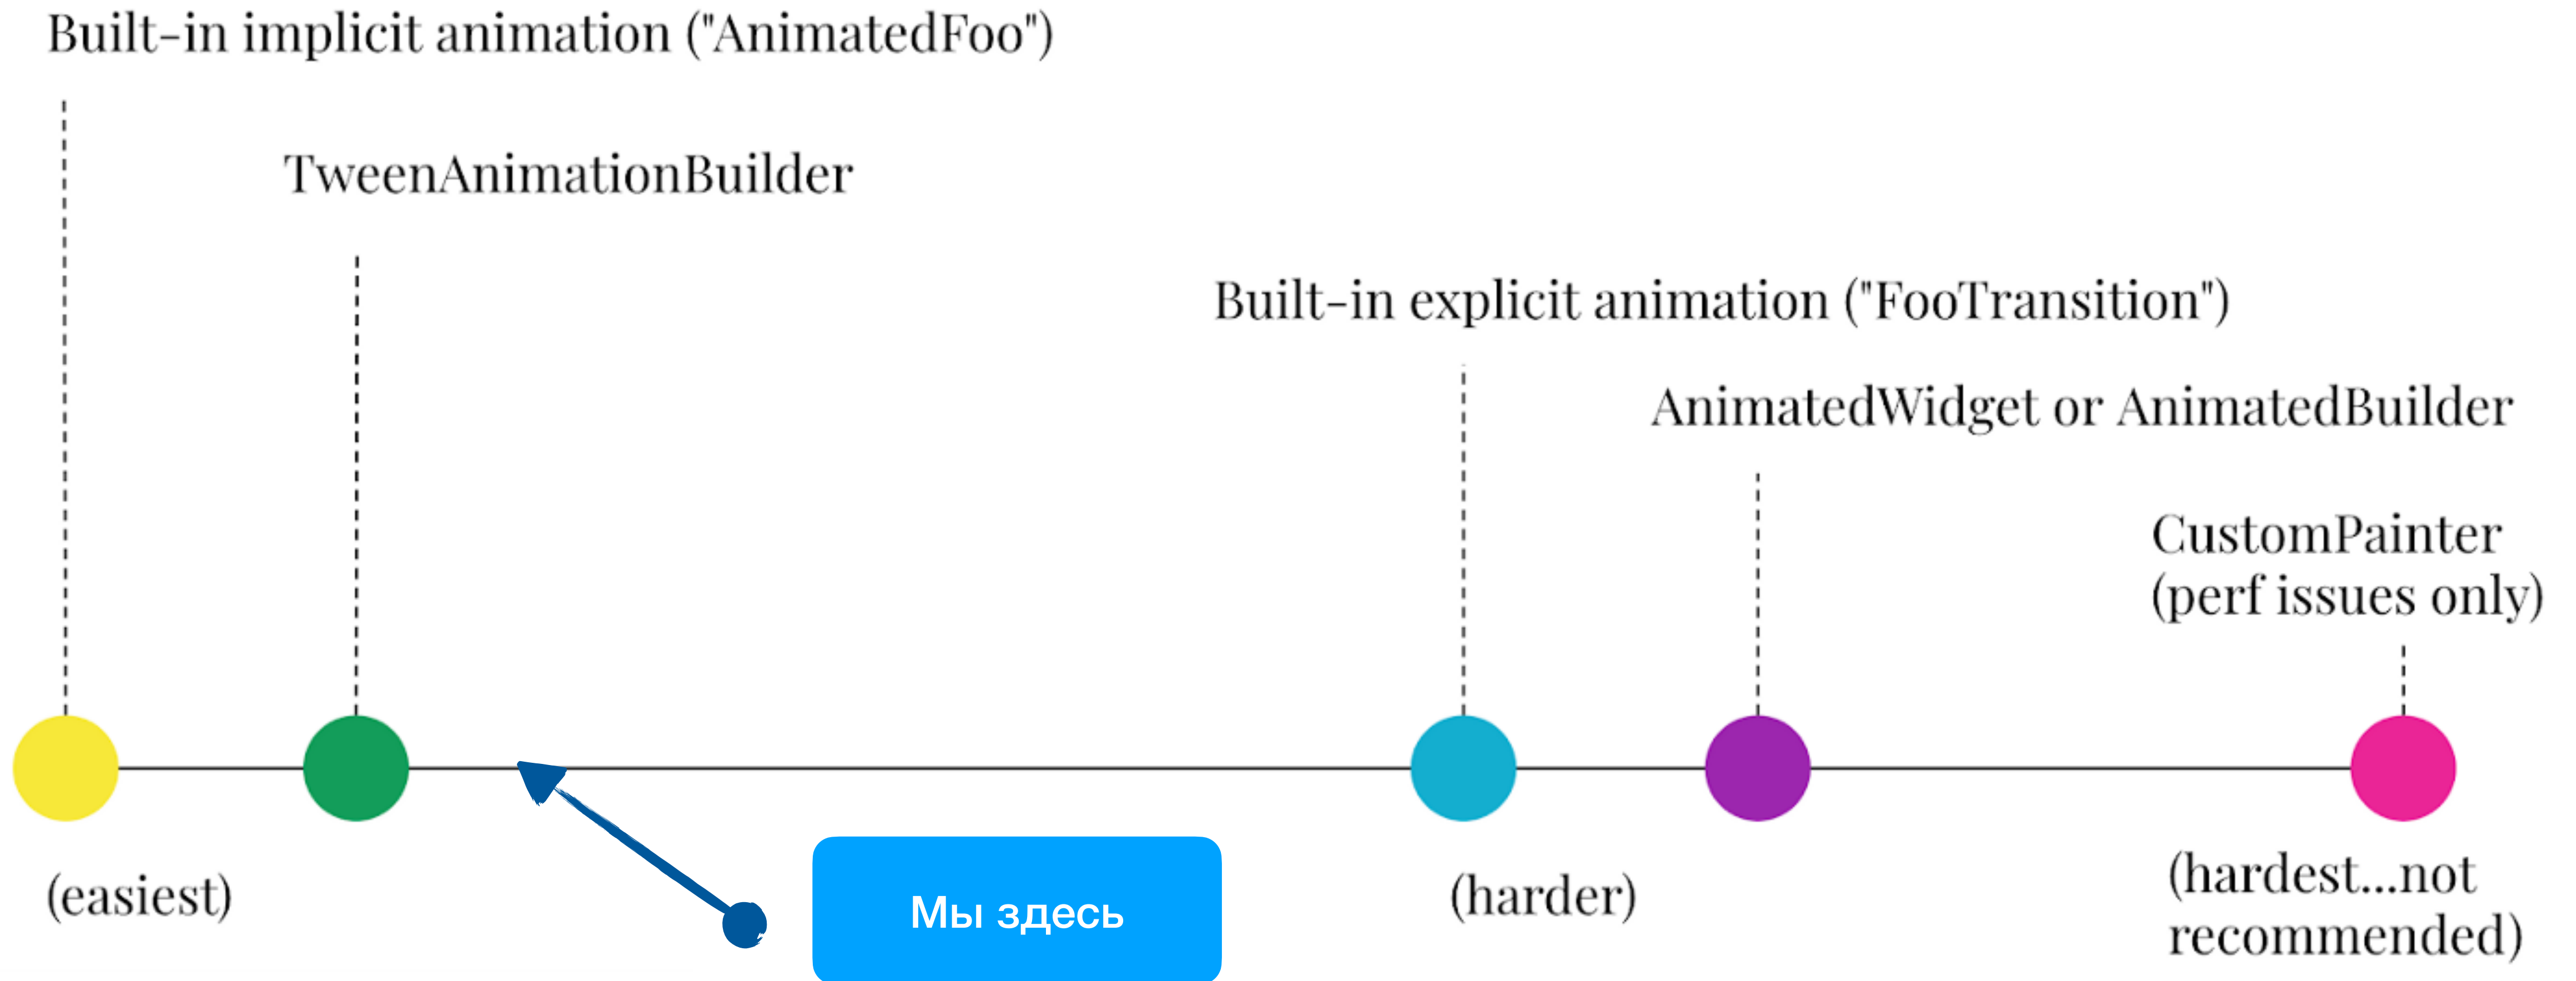 Built-in implicit animation ("AnimatedFoo")
TweenAnimationBuilder
Built-in explicit animation ("FooTransition")
AnimatedWidget or AnimatedBuilder
CustomPainter
(perf issues only)
(easiest)
Мы здесь
(harder)
(hardest...not
recommended)